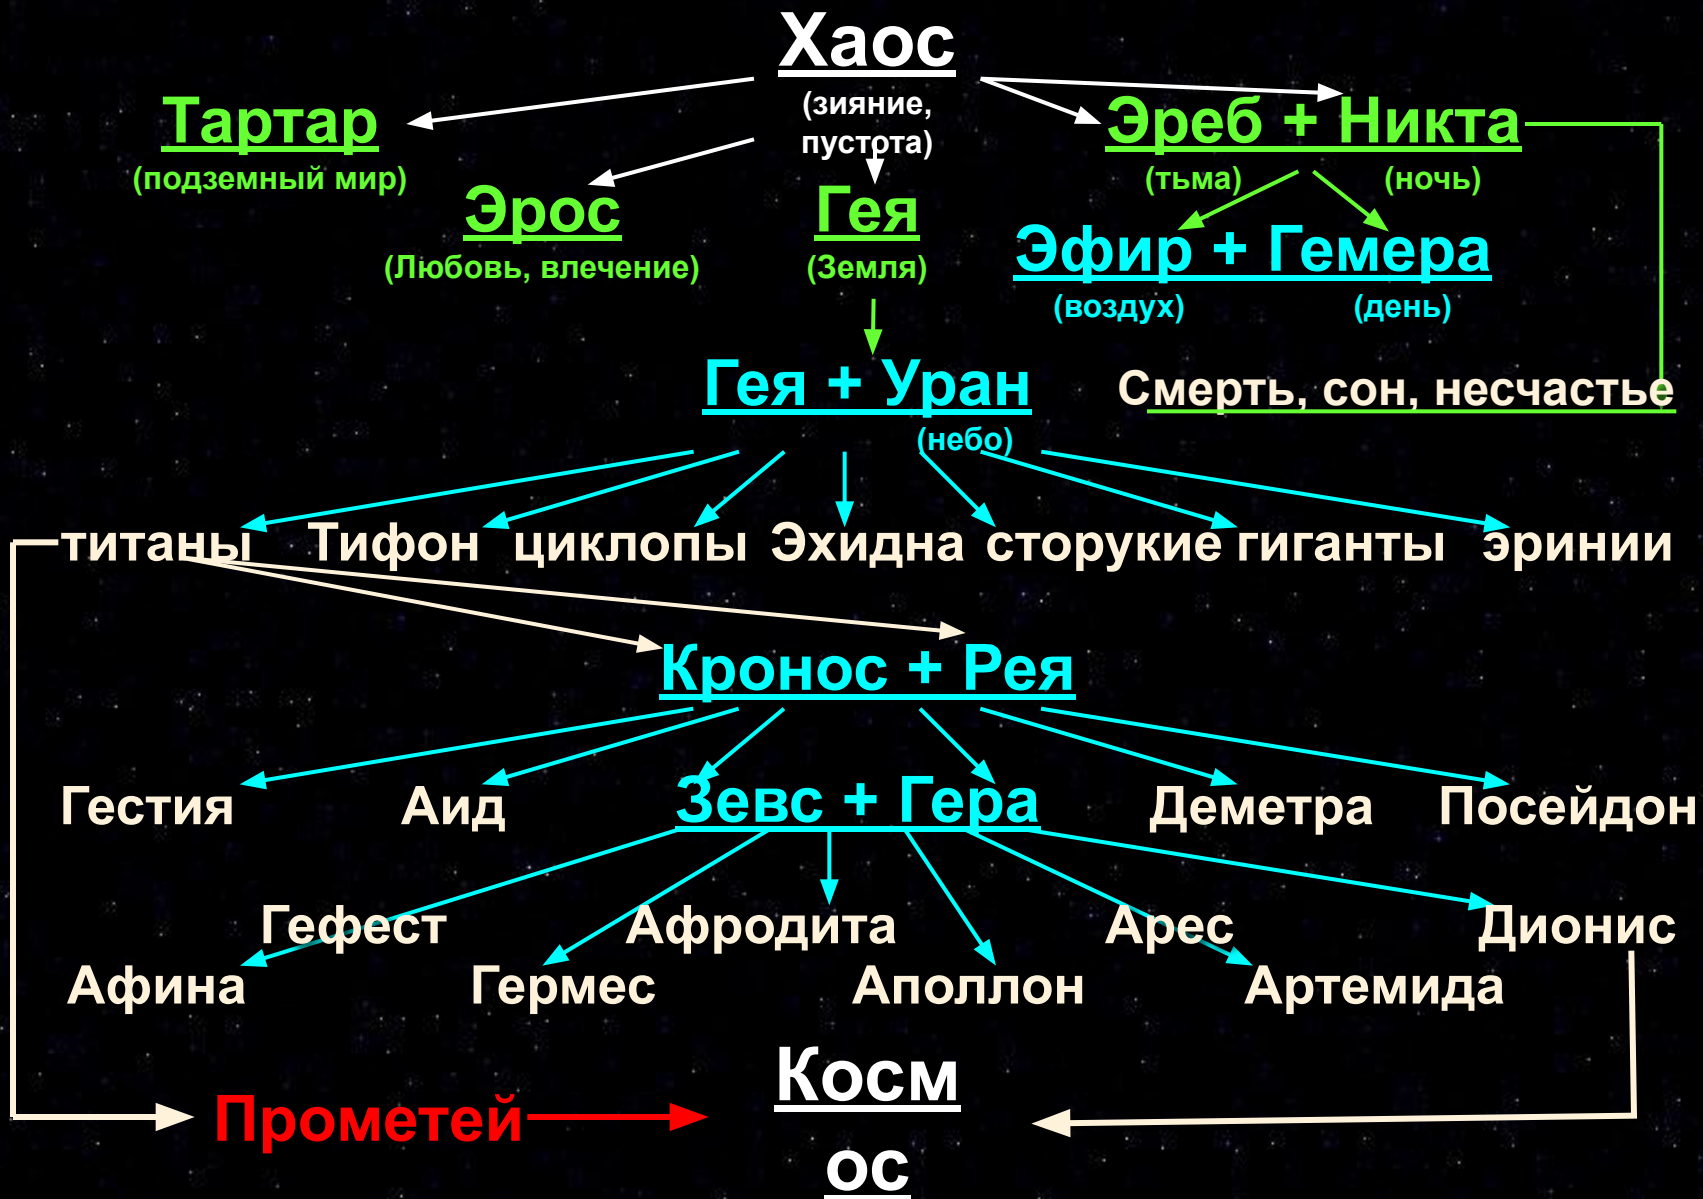 Хаос
(зияние,
пустота)
Тартар
(подземный мир)
Эреб + Никта
(тьма) (ночь)
Эрос
(Любовь, влечение)
Гея
(Земля)
Эфир + Гемера
(воздух) (день)
Гея + Уран
(небо)
Смерть, сон, несчастье
титаны Тифон циклопы Эхидна сторукие гиганты эринии
Кронос + Рея
Гестия Аид Зевс + Гера Деметра Посейдон
Гефест Афродита Арес Дионис
Афина Гермес Аполлон Артемида
Косм
ос
Прометей